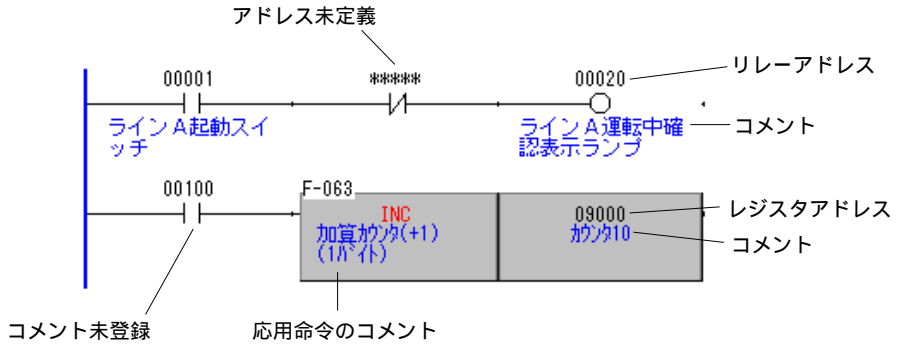 アドレス未定義
00001
*****
00020
リレーアドレス
ラインA起動スイ
ッチ
ラインA運転中確
認表示ランプ
コメント
00100
F-063
INC
09000
レジスタアドレス
加算カウンタ(+1)
(1バイト)
カウンタ10
コメント
コメント未登録
応用命令のコメント